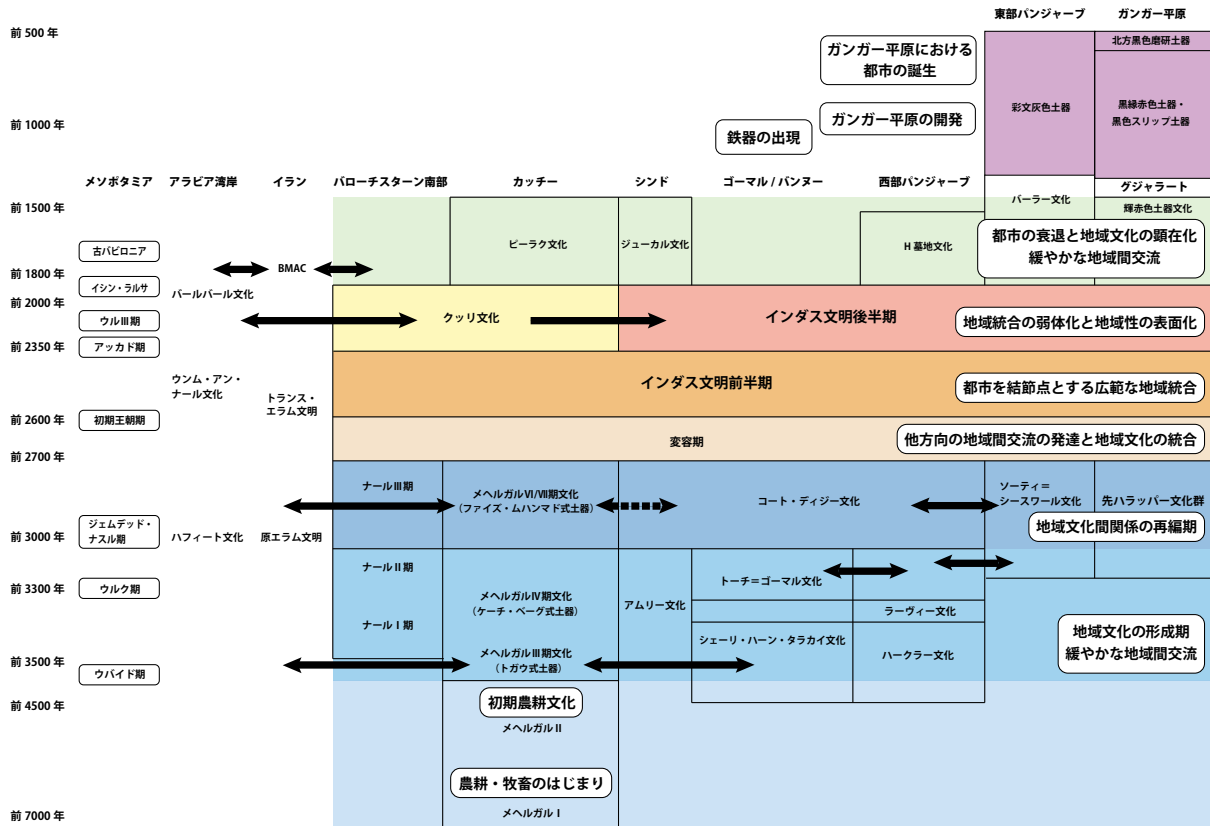 東部パンジャーブ
ガンガー平原
前 500 年
北方黒色磨研土器
ガンガー平原における
都市の誕生
彩文灰色土器
黒縁赤色土器・
黒色スリップ土器
前 1000 年
ガンガー平原の開発
鉄器の出現
メソポタミア
アラビア湾岸
イラン
バローチスターン南部
カッチー
シンド
ゴーマル / バンヌー
西部パンジャーブ
グジャラート
前 1500 年
バーラー文化
輝赤色土器文化
古バビロニア
ピーラク文化
ジューカル文化
H 墓地文化
都市の衰退と地域文化の顕在化
緩やかな地域間交流
前 1800 年
BMAC
イシン・ラルサ
バールバール文化
前 2000 年
ウルⅢ期
クッリ文化
インダス文明後半期
地域統合の弱体化と地域性の表面化
前 2350 年
アッカド期
ウンム・アン・
ナール文化
トランス・
エラム文明
インダス文明前半期
都市を結節点とする広範な地域統合
前 2600 年
初期王朝期
変容期
他方向の地域間交流の発達と地域文化の統合
前 2700 年
ナールⅢ期
メヘルガルⅥ/Ⅶ期文化
(ファイズ・ムハンマド式土器)
コート・ディジー文化
ソーティ=
シースワール文化
先ハラッパー文化群
ジェムデッド・
ナスル期
前 3000 年
ハフィート文化
原エラム文明
地域文化間関係の再編期
ナールⅡ期
トーチ=ゴーマル文化
前 3300 年
ウルク期
メヘルガルⅣ期文化
(ケーチ・ベーグ式土器)
アムリー文化
ラーヴィー文化
ナールⅠ期
シェーリ・ハーン・タラカイ文化
ハークラー文化
地域文化の形成期
緩やかな地域間交流
前 3500 年
メヘルガルⅢ期文化
(トガウ式土器)
ウバイド期
前 4500 年
初期農耕文化
メヘルガルⅡ
農耕・牧畜のはじまり
前 7000 年
メヘルガルⅠ